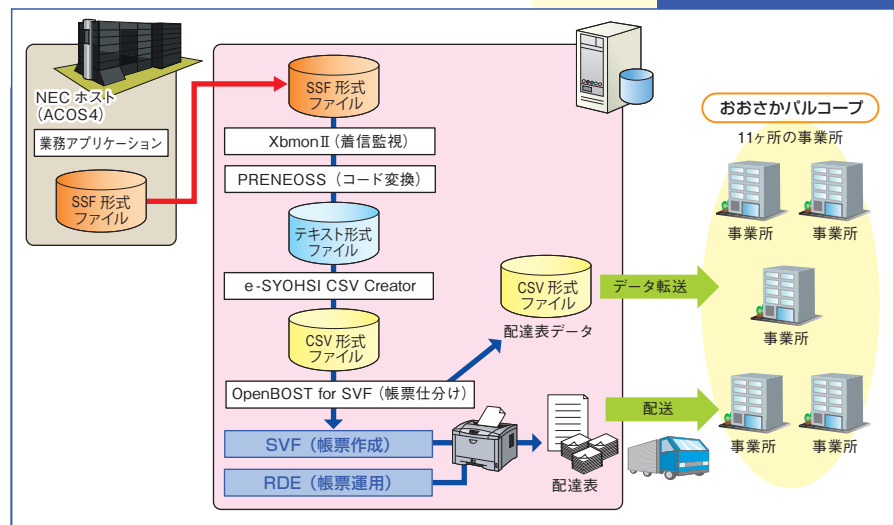 NEC ホスト
(ACOS4)
業務アプリケーション
SSF 形式
ファイル
SSF 形式
ファイル
XbmonⅡ(着信監視)
PRENEOSS(コード変換)
テキスト形式
ファイル
e-SYOHSI CSV Creator
CSV 形式
ファイル
OpenBOST for SVF(帳票仕分け)
SVF(帳票作成)
RDE(帳票運用)
CSV 形式
ファイル
配達表データ
配達表
データ転送
配送
おおさかパルコープ
11ヶ所の事業所
事業所
事業所
事業所
事業所
事業所